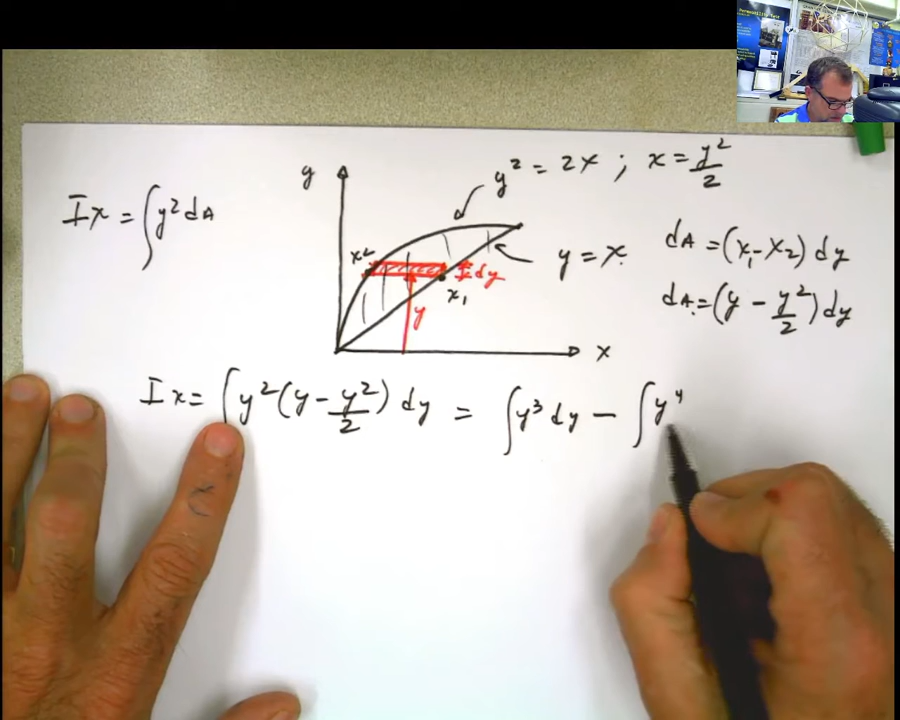 y² = 2x ; x = y²/2
Ix = ∫y² dA
y
dA = (x₁ - x₂) dy
x²
dy
y = x
x₁
dA = (y - y²/2) dy
y
x
Ix = ∫y² (y - y²/2) dy = ∫y³ dy - ∫y⁴